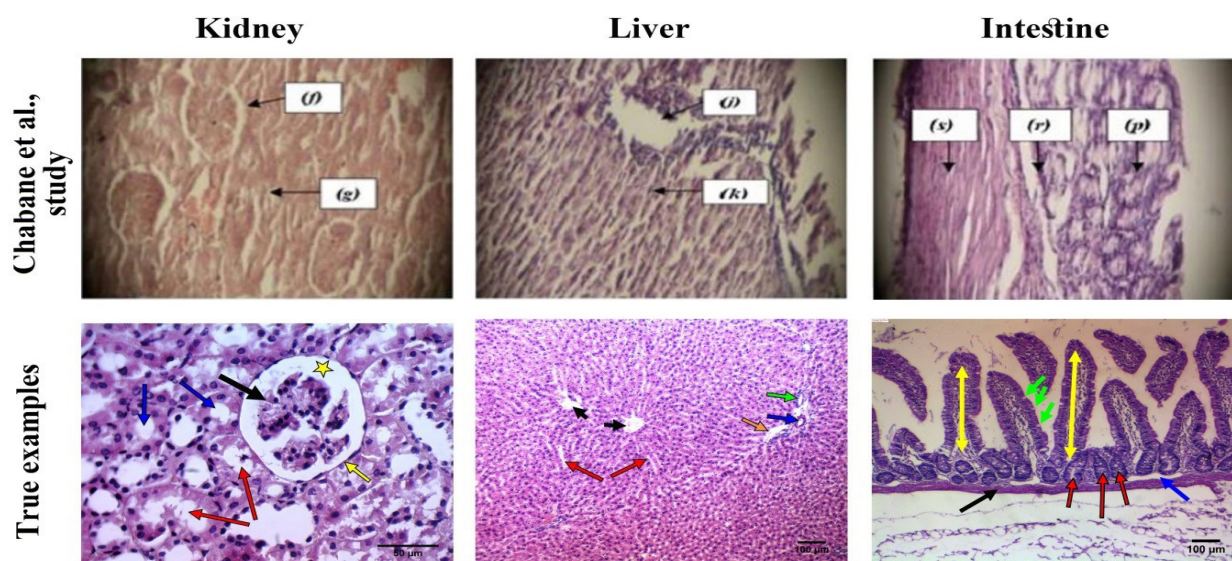 Kidney
Liver
Intestine
Chabane et al.,
study
(f)
(g)
(j)
(k)
(s)
(r)
(p)
True examples
50 µm
100 µm
100 µm